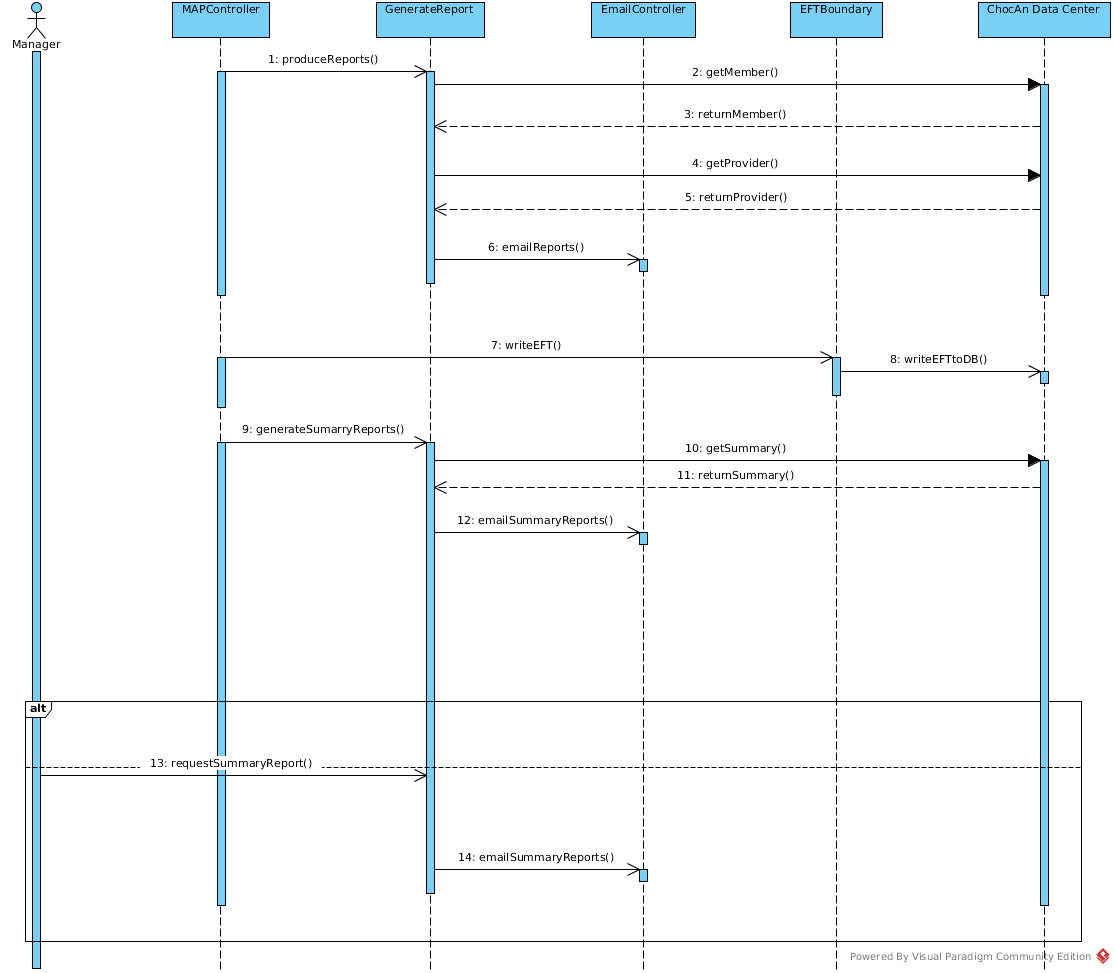 MAPController
GenerateReport
EmailController
EFTBoundary
ChocAn Data Center
Manager
1: produceReports()
2: getMember()
3: returnMember()
4: getProvider()
5: returnProvider()
6: emailReports()
7: writeEFT()
8: writeEFTtoDB()
9: generateSumarryReports()
10: getSummary()
11: returnSummary()
12: emailSummaryReports()
alt
13: requestSummaryReport()
14: emailSummaryReports()
Powered By Visual Paradigm Community Edition